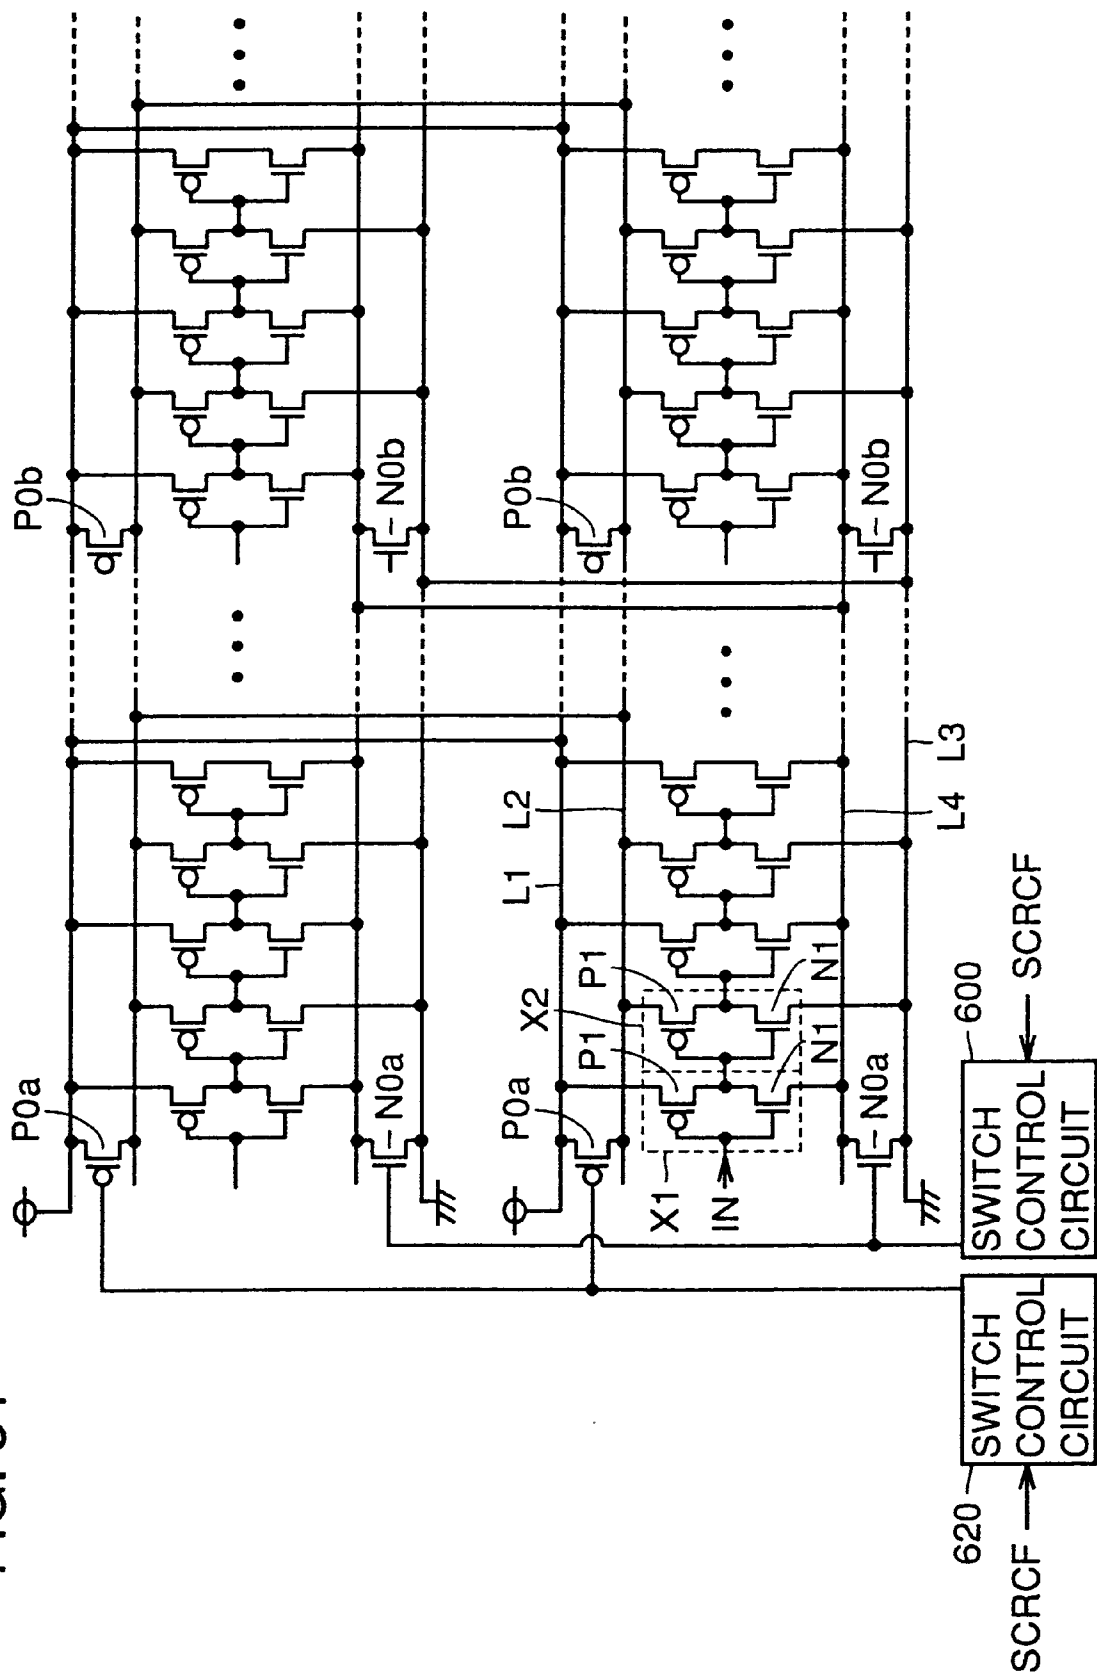 P0a
P0b
N0a
N0b
P0a
P0b
L1
L2
X2
P1
P1
X1
IN
N1
N1
N0a
N0b
L4
L3
620
SWITCH
CONTROL
CIRCUIT
SCRCF
600
SWITCH
CONTROL
CIRCUIT
SCRCF